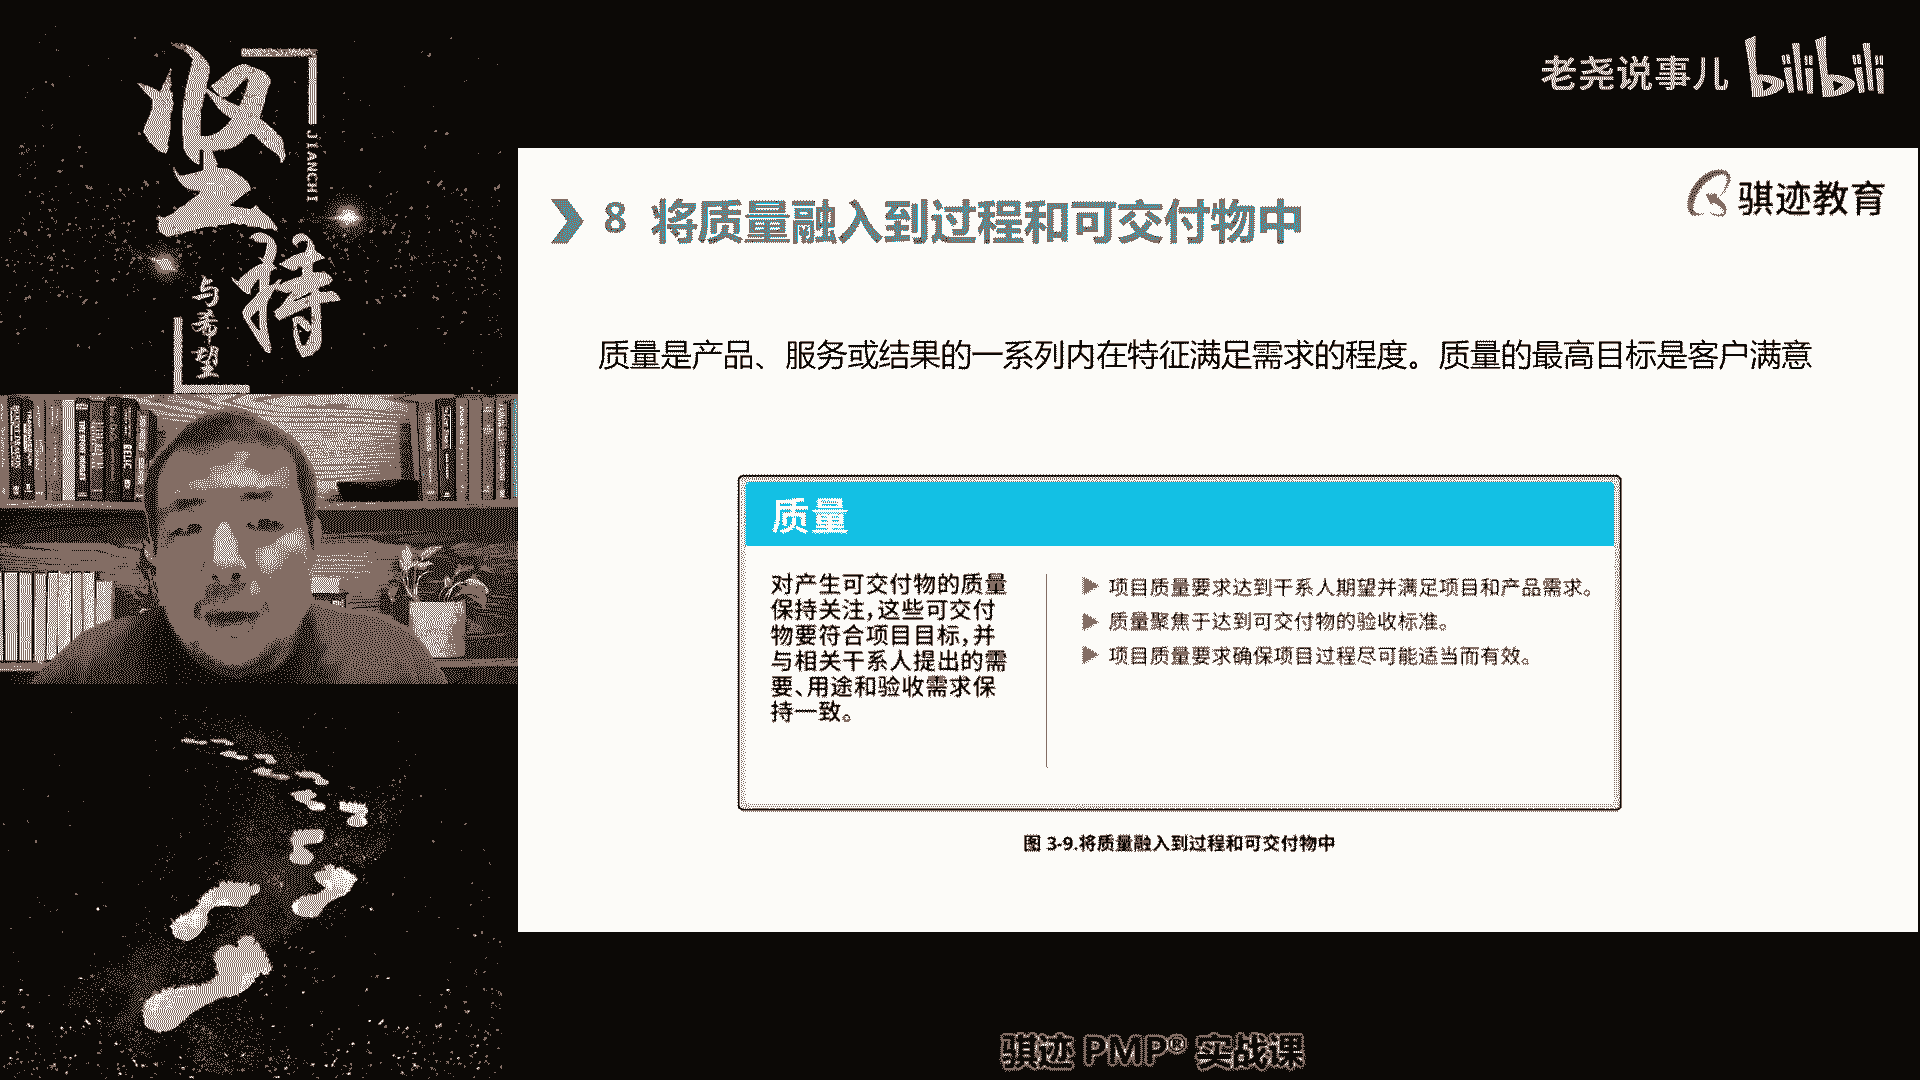 坚持
JIANCHI
与希望
老尧说事儿 bilibili
骐迹教育
8 将质量融入到过程和可交付物中
质量是产品、服务或结果的一系列内在特征满足需求的程度。质量的最高目标是客户满意
质量
对产生可交付物的质量
保持关注,这些可交付
物要符合项目目标,并
与相关干系人提出的需
要、用途和验收需求保
持一致。
项目质量要求达到干系人期望并满足项目和产品需求。
质量聚焦于达到可交付物的验收标准。
项目质量要求确保项目过程尽可能适当而有效。
图 3-9.将质量融入到过程和可交付物中
骐迹 PMP® 实战课